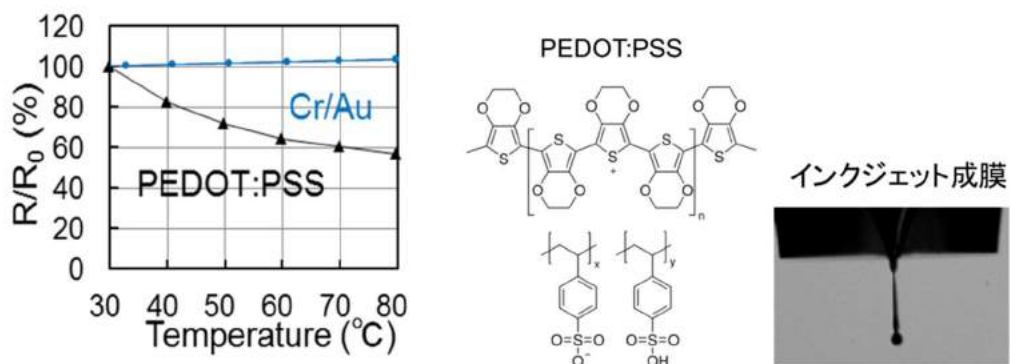 120
100
80
60
40
20
0
R/R₀ (%)
Cr/Au
PEDOT:PSS
30 40 50 60 70 80
Temperature (°C)
PEDOT:PSS
O O O O
S S S
S S
+
O O O O
n
x y
O=S=O O=S=O
O⁻ OH
インクジェット成膜